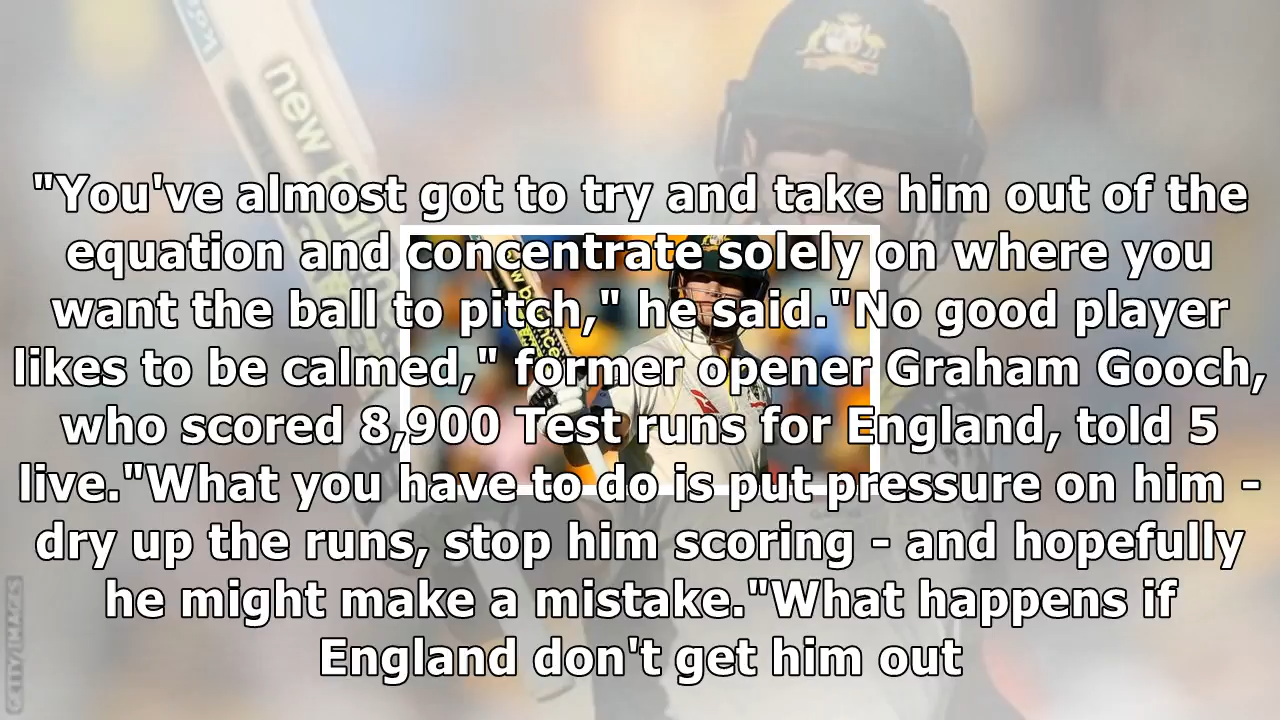 "You've almost got to try and take him out of the
equation and concentrate solely on where you
want the ball to pitch," he said."No good player
likes to be calmed," former opener Graham Gooch,
who scored 8,900 Test runs for England, told 5
live."What you have to do is put pressure on him -
dry up the runs, stop him scoring - and hopefully
he might make a mistake."What happens if
England don't get him out
new balance
GETTY IMAGES